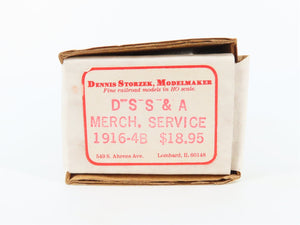 DENNIS STORZEK, MODELMAKER
Fine railroad models in HO scale.
D S S & A
MERCH. SERVICE
1916-4B $18.95
549 S. Ahrens Ave. Lombard, IL 60148